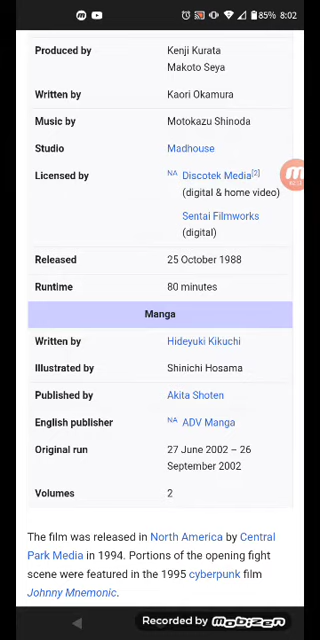 85% 8:02
Produced by Kenji Kurata
Makoto Seya
Written by Kaori Okamura
Music by Motokazu Shinoda
Studio Madhouse
Licensed by NA Discotek Media[2]
(digital & home video)
Sentai Filmworks
(digital)
Released 25 October 1988
Runtime 80 minutes
Manga
Written by Hideyuki Kikuchi
Illustrated by Shinichi Hosama
Published by Akita Shoten
English publisher NA ADV Manga
Original run 27 June 2002 – 26
September 2002
Volumes 2
The film was released in North America by Central
Park Media in 1994. Portions of the opening fight
scene were featured in the 1995 cyberpunk film
Johnny Mnemonic.
Recorded by mobizen